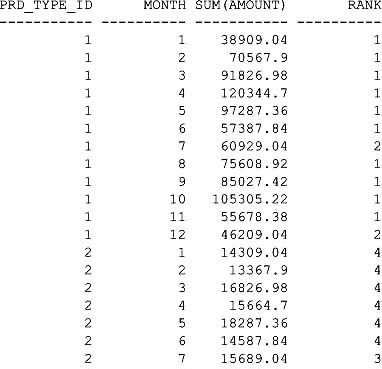 PRD_TYPE_ID MONTH SUM(AMOUNT) RANK
----------- ---------- ----------- ----------
1 1 38909.04 1
1 2 70567.9 1
1 3 91826.98 1
1 4 120344.7 1
1 5 97287.36 1
1 6 57387.84 1
1 7 60929.04 2
1 8 75608.92 1
1 9 85027.42 1
1 10 105305.22 1
1 11 55678.38 1
1 12 46209.04 2
2 1 14309.04 4
2 2 13367.9 4
2 3 16826.98 4
2 4 15664.7 4
2 5 18287.36 4
2 6 14587.84 4
2 7 15689.04 3